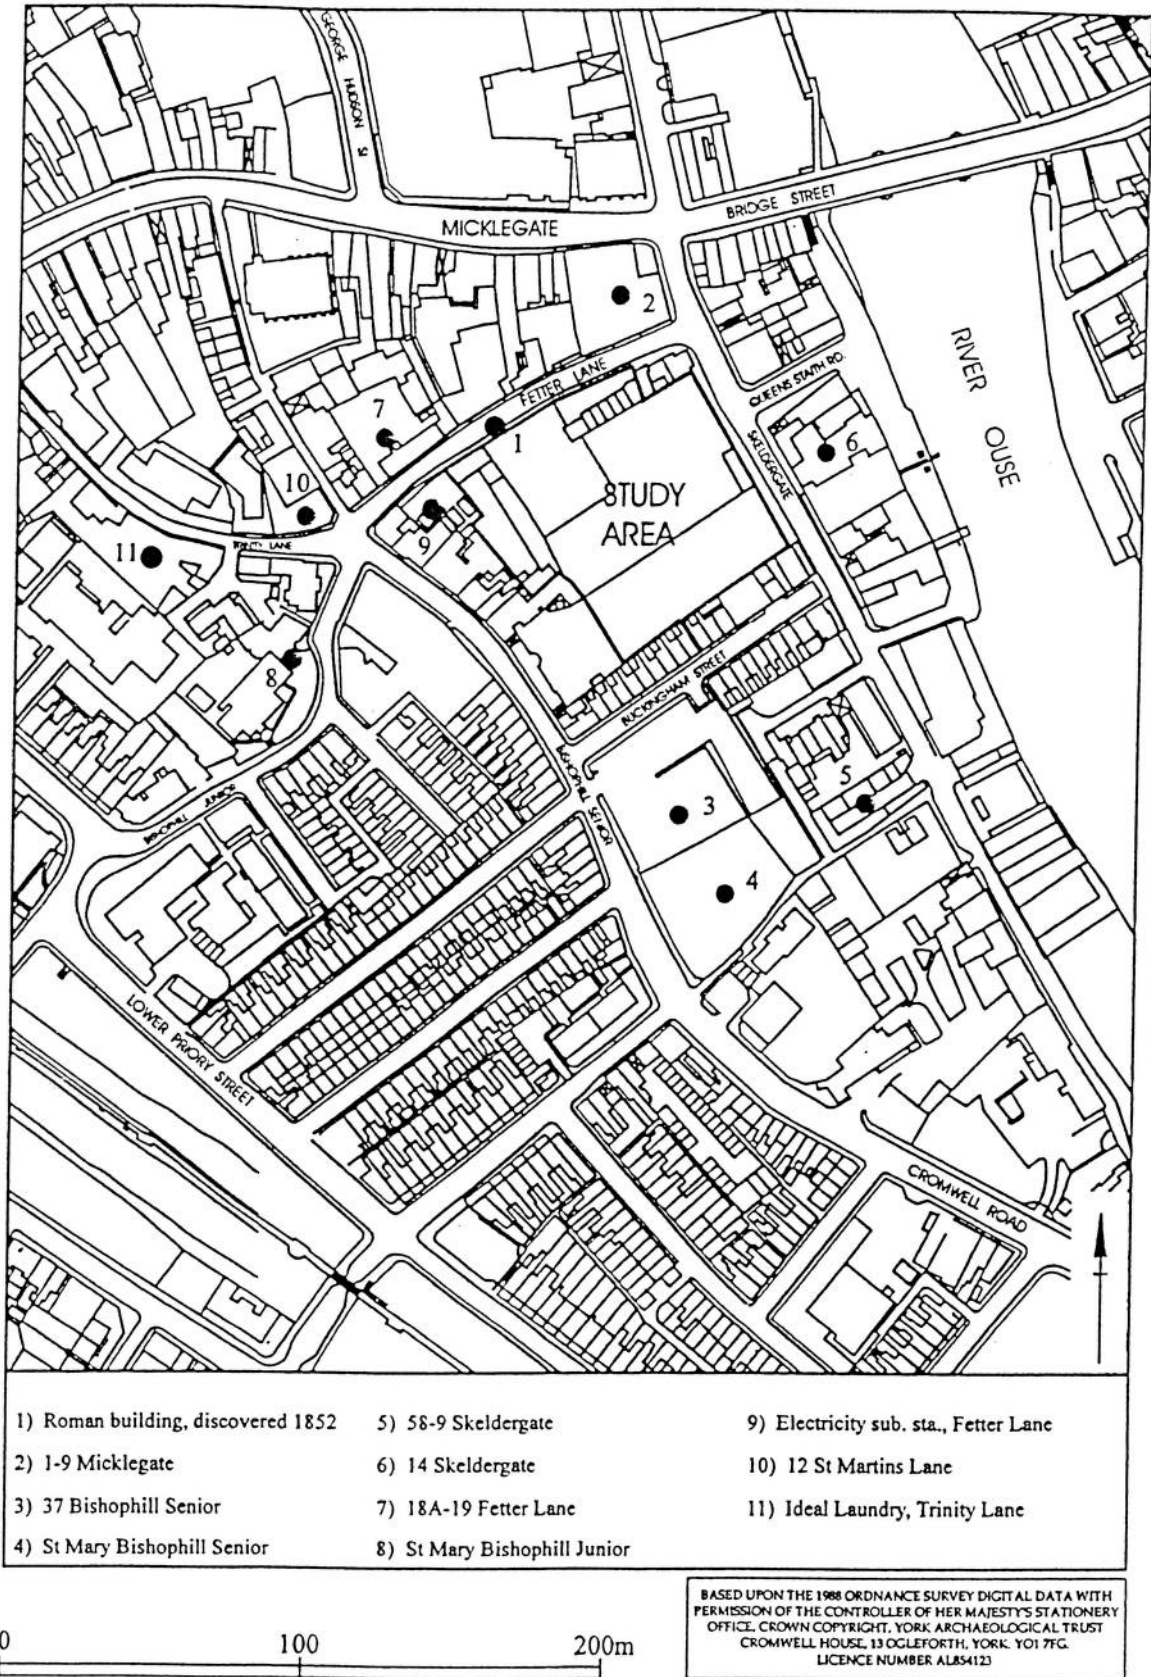 GEORGE HUDSON St
BRIDGE STREET
MICKLEGATE
2
RIVER OUSE
FETTER LANE
QUEENS STAITH RD.
7
1
SKELDERGATE
6
10
STUDY
AREA
9
11
TRINITY LANE
8
BUCKINGHAM STREET
BISHOPHILL SENIOR
5
3
BISHOPHILL JUNIOR
4
LOWER PRIORY STREET
CROMWELL ROAD
1) Roman building, discovered 1852
2) 1-9 Micklegate
3) 37 Bishophill Senior
4) St Mary Bishophill Senior
5) 58-9 Skeldergate
6) 14 Skeldergate
7) 18A-19 Fetter Lane
8) St Mary Bishophill Junior
9) Electricity sub. sta., Fetter Lane
10) 12 St Martins Lane
11) Ideal Laundry, Trinity Lane
0 100 200m
BASED UPON THE 1988 ORDNANCE SURVEY DIGITAL DATA WITH
PERMISSION OF THE CONTROLLER OF HER MAJESTY'S STATIONERY
OFFICE. CROWN COPYRIGHT. YORK ARCHAEOLOGICAL TRUST
CROMWELL HOUSE, 13 OGLEFORTH, YORK. YO1 7FG.
LICENCE NUMBER AL854123